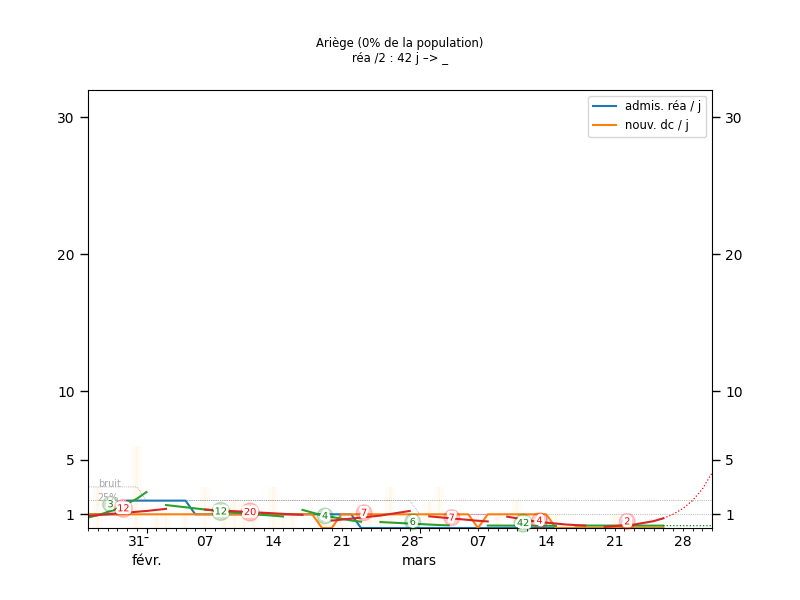 Ariège (0% de la population)
réa /2 : 42 j –> _
admis. réa / j
nouv. dc / j
30 30
20 20
10 10
5 5
1 1
bruit
25%
3 12 12 20 4 7 6 7 42 4 2
31 07 14 21 28 07 14 21 28
févr. mars